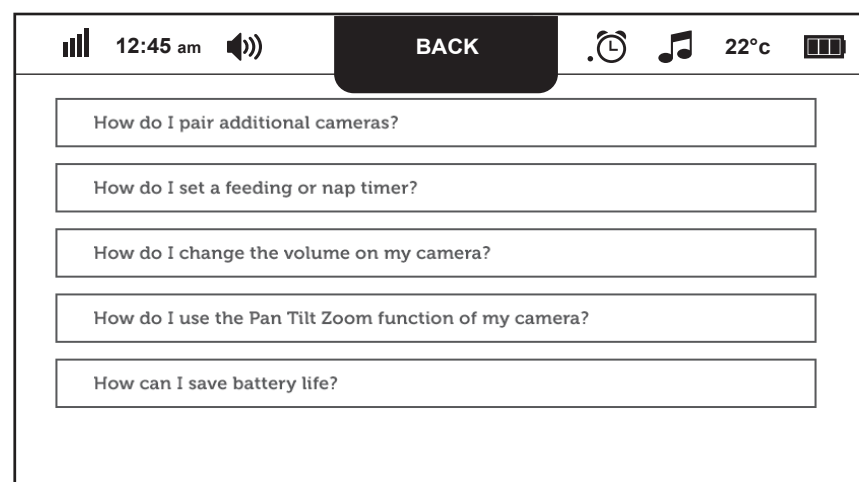 12:45 am BACK 22°c
How do I pair additional cameras?
How do I set a feeding or nap timer?
How do I change the volume on my camera?
How do I use the Pan Tilt Zoom function of my camera?
How can I save battery life?